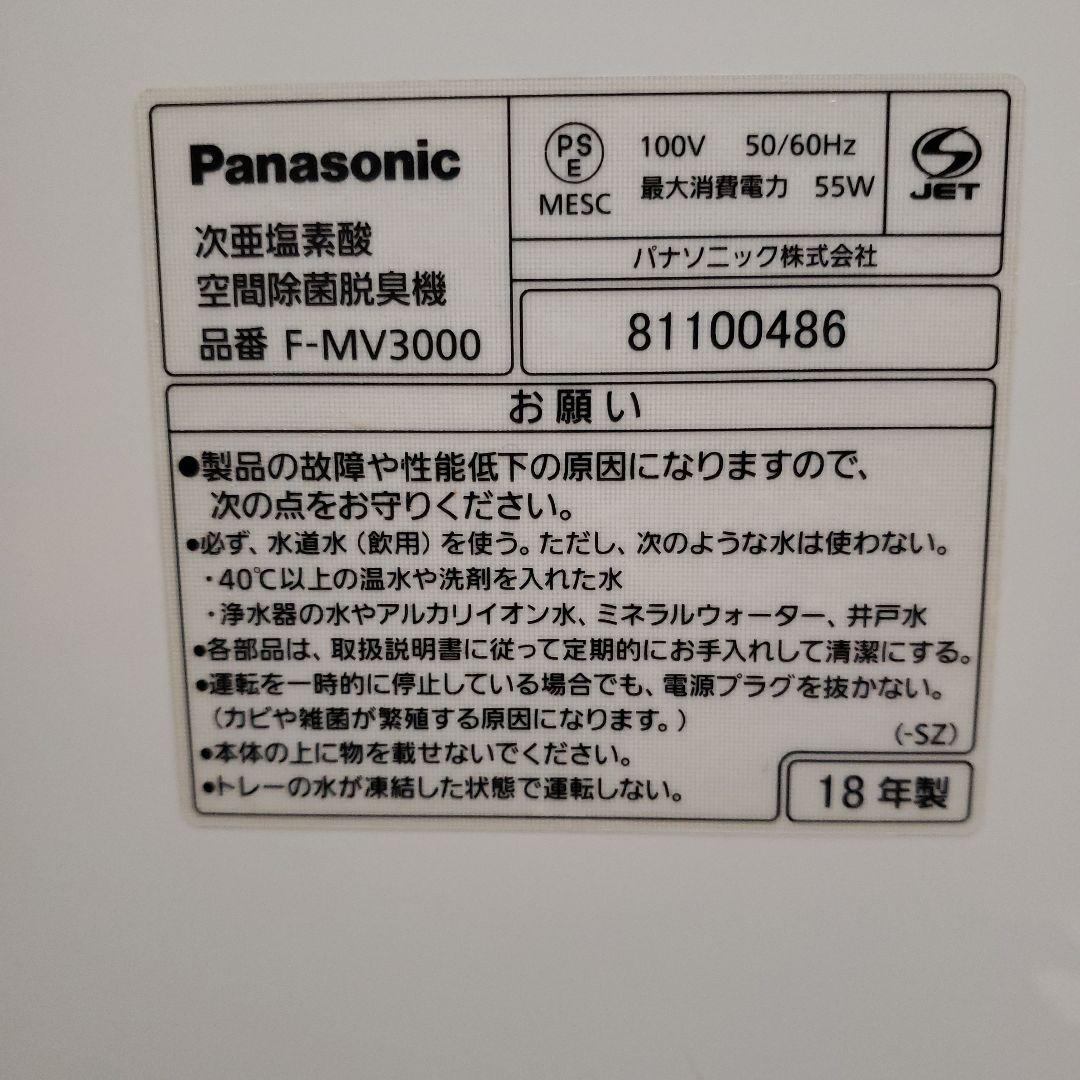 Panasonic
次亜塩素酸
空間除菌脱臭機
品番 F-MV3000
PS
E
MESC
100V 50/60Hz
最大消費電力 55W
JET
パナソニック株式会社
81100486
お願い
●製品の故障や性能低下の原因になりますので、
次の点をお守りください。
●必ず、水道水（飲用）を使う。ただし、次のような水は使わない。
・40℃以上の温水や洗剤を入れた水
・浄水器の水やアルカリイオン水、ミネラルウォーター、井戸水
●各部品は、取扱説明書に従って定期的にお手入れして清潔にする。
●運転を一時的に停止している場合でも、電源プラグを抜かない。
（カビや雑菌が繁殖する原因になります。）
●本体の上に物を載せないでください。
●トレーの水が凍結した状態で運転しない。
(-SZ)
18年製